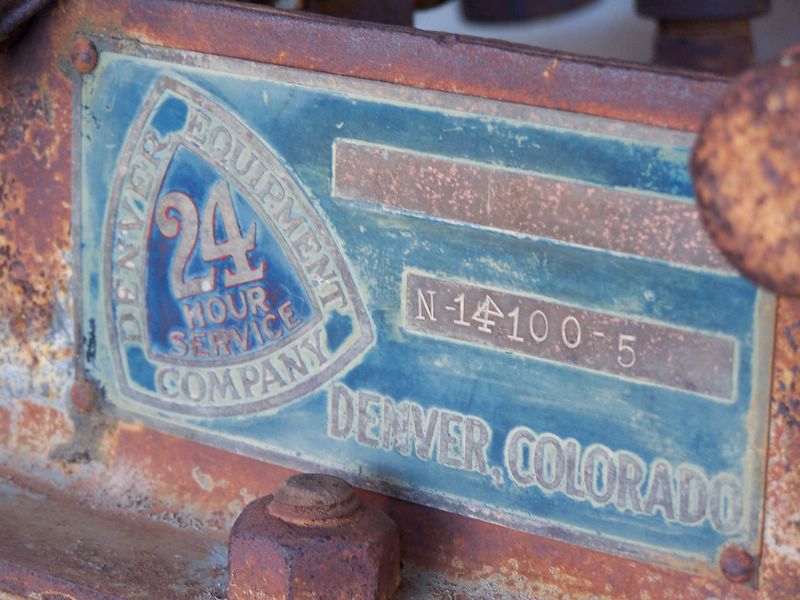 DENVER EQUIPMENT
COMPANY
24
HOUR
SERVICE
N-14100-5
DENVER, COLORADO